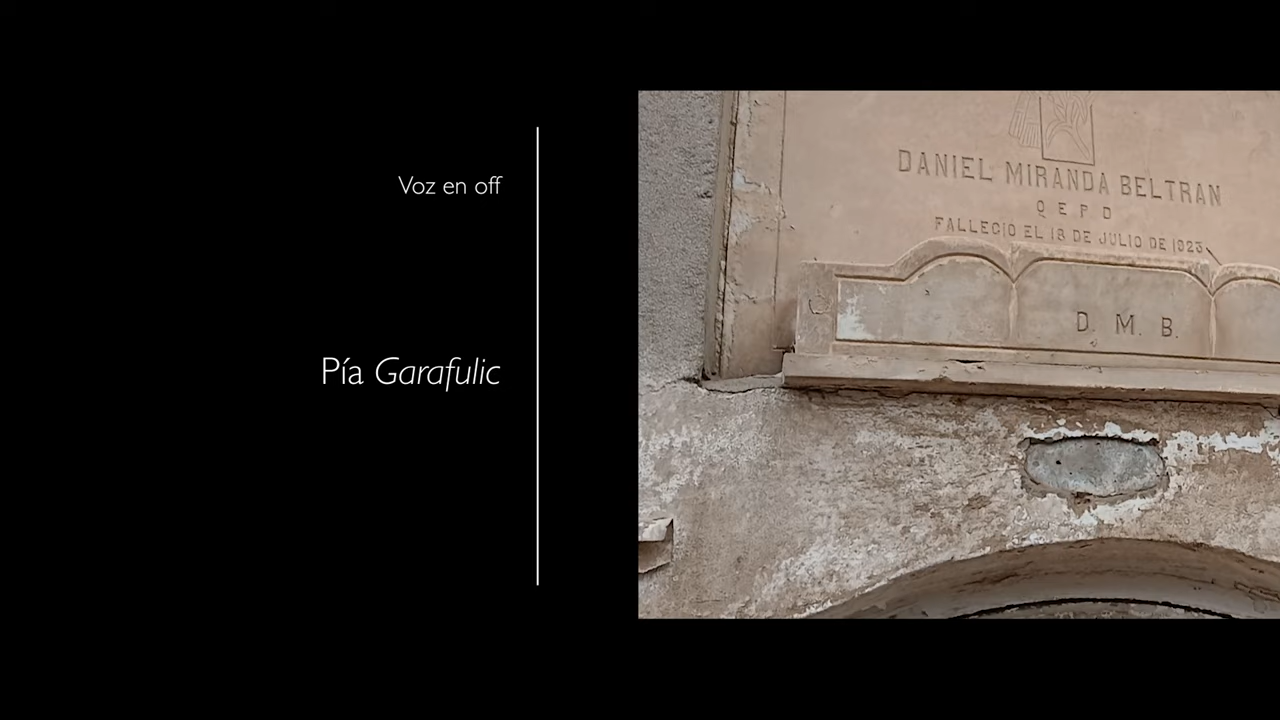 Voz en off
Pía Garafulic
DANIEL MIRANDA BELTRAN
Q E P D
FALLECIO EL 18 DE JULIO DE 1923
D. M. B.